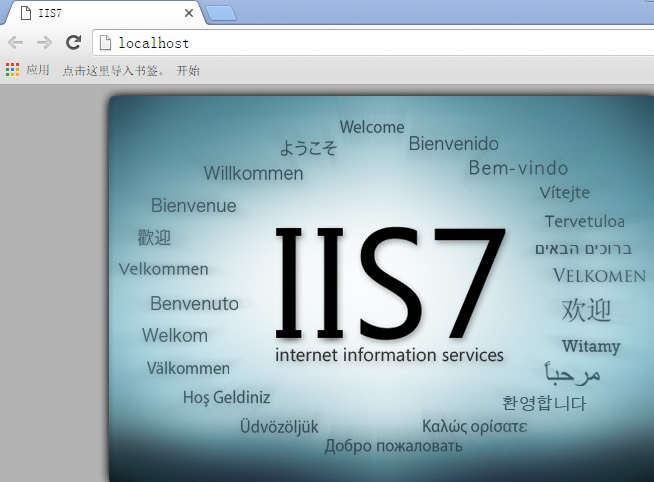 IIS7
localhost
应用 点击这里导入书签。 开始
Welcome
ようこそ
Bienvenido
Willkommen
Bem-vindo
Bienvenue
Vítejte
歡迎
Tervetuloa
ברוכים הבאים
Velkommen
VELKOMEN
IIS7
internet information services
Benvenuto
欢迎
Welkom
Witamy
Välkommen
مرحباً
Hoş Geldiniz
환영합니다
Üdvözöljük
Καλώς ορίσατε
Добро пожаловать